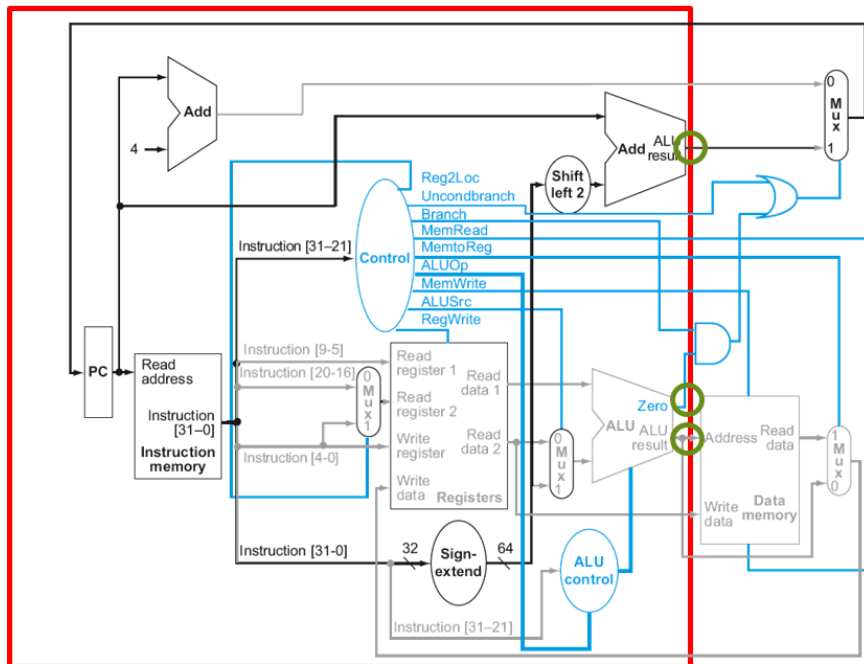 Add
4
0
M
u
x
1
Add
ALU
result
Shift
left 2
Reg2Loc
Uncondbranch
Branch
MemRead
MemtoReg
ALUOp
MemWrite
ALUSrc
RegWrite
Control
Instruction [31–21]
PC
Read
address
Instruction
[31–0]
Instruction
memory
Instruction [9-5]
Instruction [20-16]
Instruction [4-0]
0
M
u
x
1
Read
register 1
Read
register 2
Write
register
Write
data
Read
data 1
Read
data 2
Registers
0
M
u
x
1
Zero
ALU
ALU
result
Address
Read
data
Write
data
Data
memory
1
M
u
x
0
Instruction [31-0]
32
Sign-
extend
64
ALU
control
Instruction [31–21]